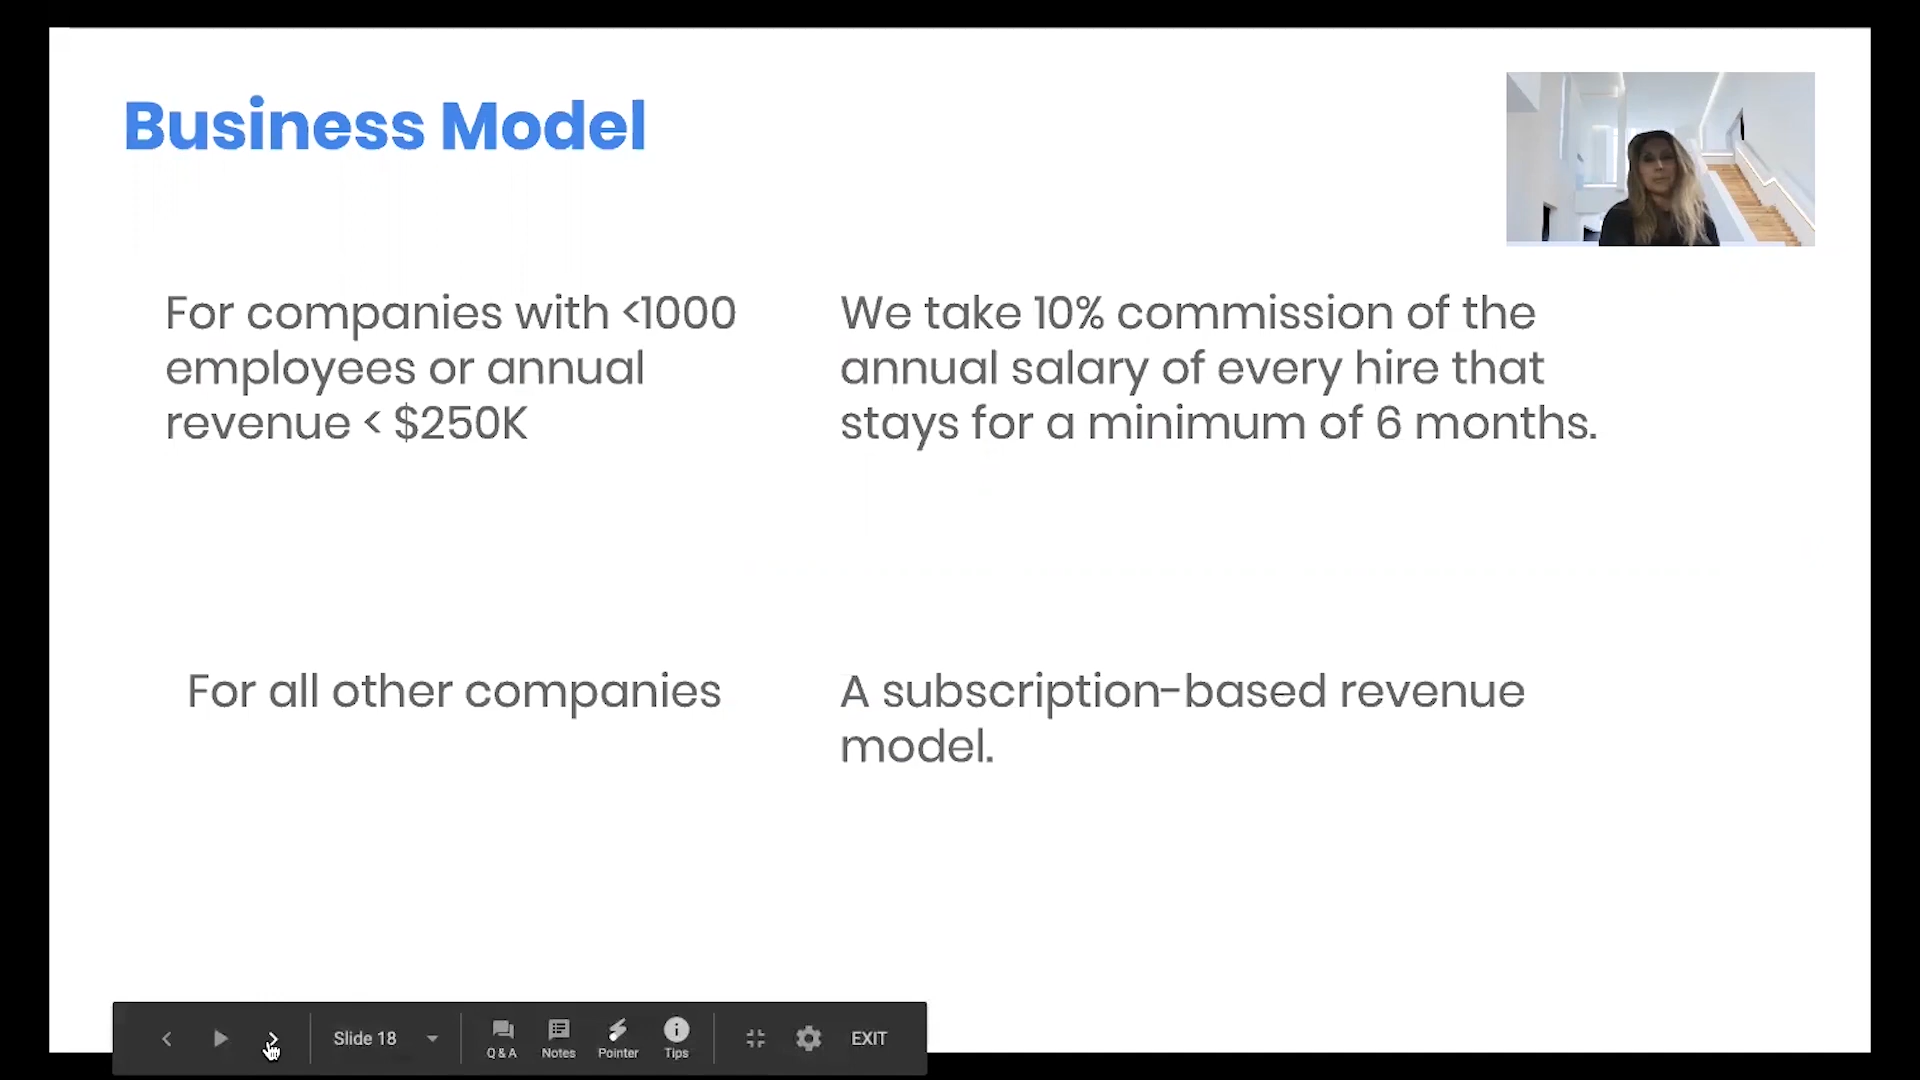 Business Model
For companies with <1000
employees or annual
revenue < $250K
We take 10% commission of the
annual salary of every hire that
stays for a minimum of 6 months.
For all other companies
A subscription-based revenue
model.
Slide 18
Q & A
Notes
Pointer
Tips
EXIT